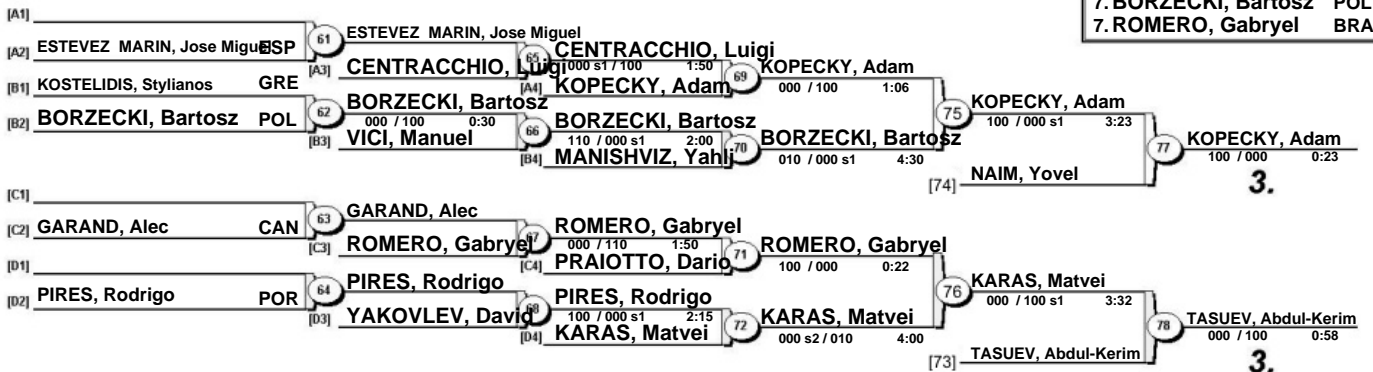 7. BORZECKI, Bartosz POL
7. ROMERO, Gabryel BRA
[A1]
[A2] ESTEVEZ MARIN, Jose Miguel ESP
61
ESTEVEZ MARIN, Jose Miguel
[A3] CENTRACCHIO, Luigi
65
CENTRACCHIO, Luigi
000 s1 / 100 1:50
[A4] KOPECKY, Adam
69
KOPECKY, Adam
000 / 100 1:06
[B1] KOSTELIDIS, Stylianos GRE
[B2] BORZECKI, Bartosz POL
62
BORZECKI, Bartosz
000 / 100 0:30
[B3] VICI, Manuel
66
BORZECKI, Bartosz
110 / 000 s1 2:00
[B4] MANISHVIZ, Yahli
70
BORZECKI, Bartosz
010 / 000 s1 4:30
75
KOPECKY, Adam
100 / 000 s1 3:23
[74] NAIM, Yovel
77
KOPECKY, Adam
100 / 000 0:23
3.
[C1]
[C2] GARAND, Alec CAN
63
GARAND, Alec
[C3] ROMERO, Gabryel
67
ROMERO, Gabryel
000 / 110 1:50
[C4] PRAIOTTO, Dario
71
ROMERO, Gabryel
100 / 000 0:22
[D1]
[D2] PIRES, Rodrigo POR
64
PIRES, Rodrigo
[D3] YAKOVLEV, David
68
PIRES, Rodrigo
100 / 000 s1 2:15
[D4] KARAS, Matvei
72
KARAS, Matvei
000 s2 / 010 4:00
76
KARAS, Matvei
000 / 100 s1 3:32
[73] TASUEV, Abdul-Kerim
78
TASUEV, Abdul-Kerim
000 / 100 0:58
3.